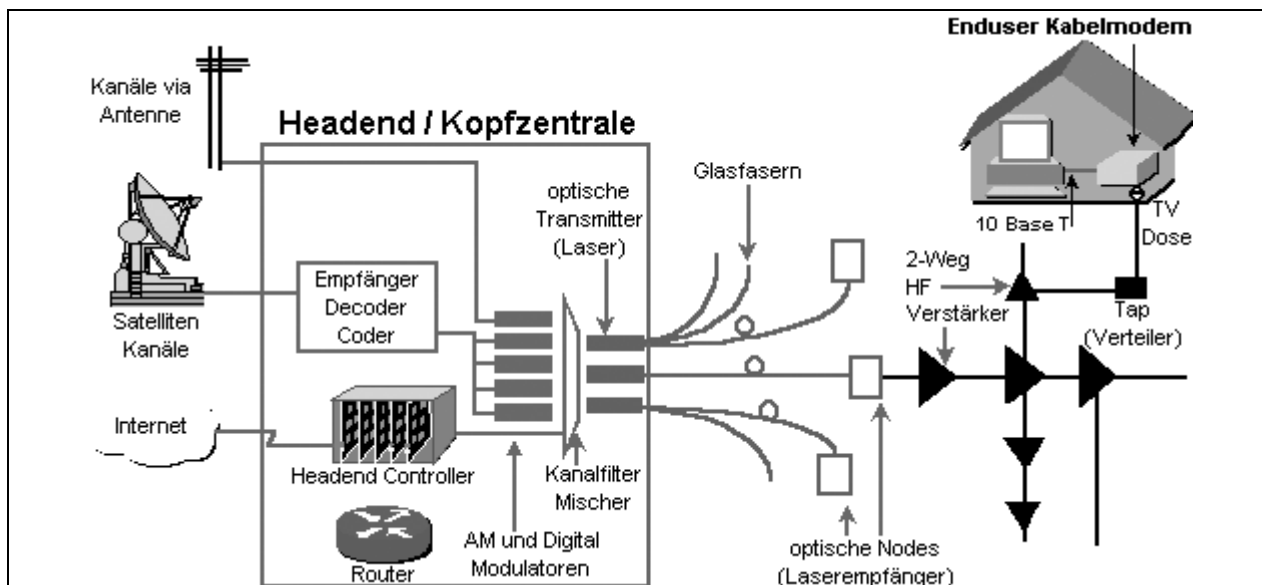 Enduser Kabelmodem
Kanäle via
Antenne
Headend / Kopfzentrale
optische
Transmitter
(Laser)
Glasfasern
10 Base T
TV
Dose
2-Weg
HF
Verstärker
Tap
(Verteiler)
Empfänger
Decoder
Coder
Satelliten
Kanäle
Internet
Headend Controller
Kanalfilter
Mischer
Router
AM und Digital
Modulatoren
optische Nodes
(Laserempfänger)